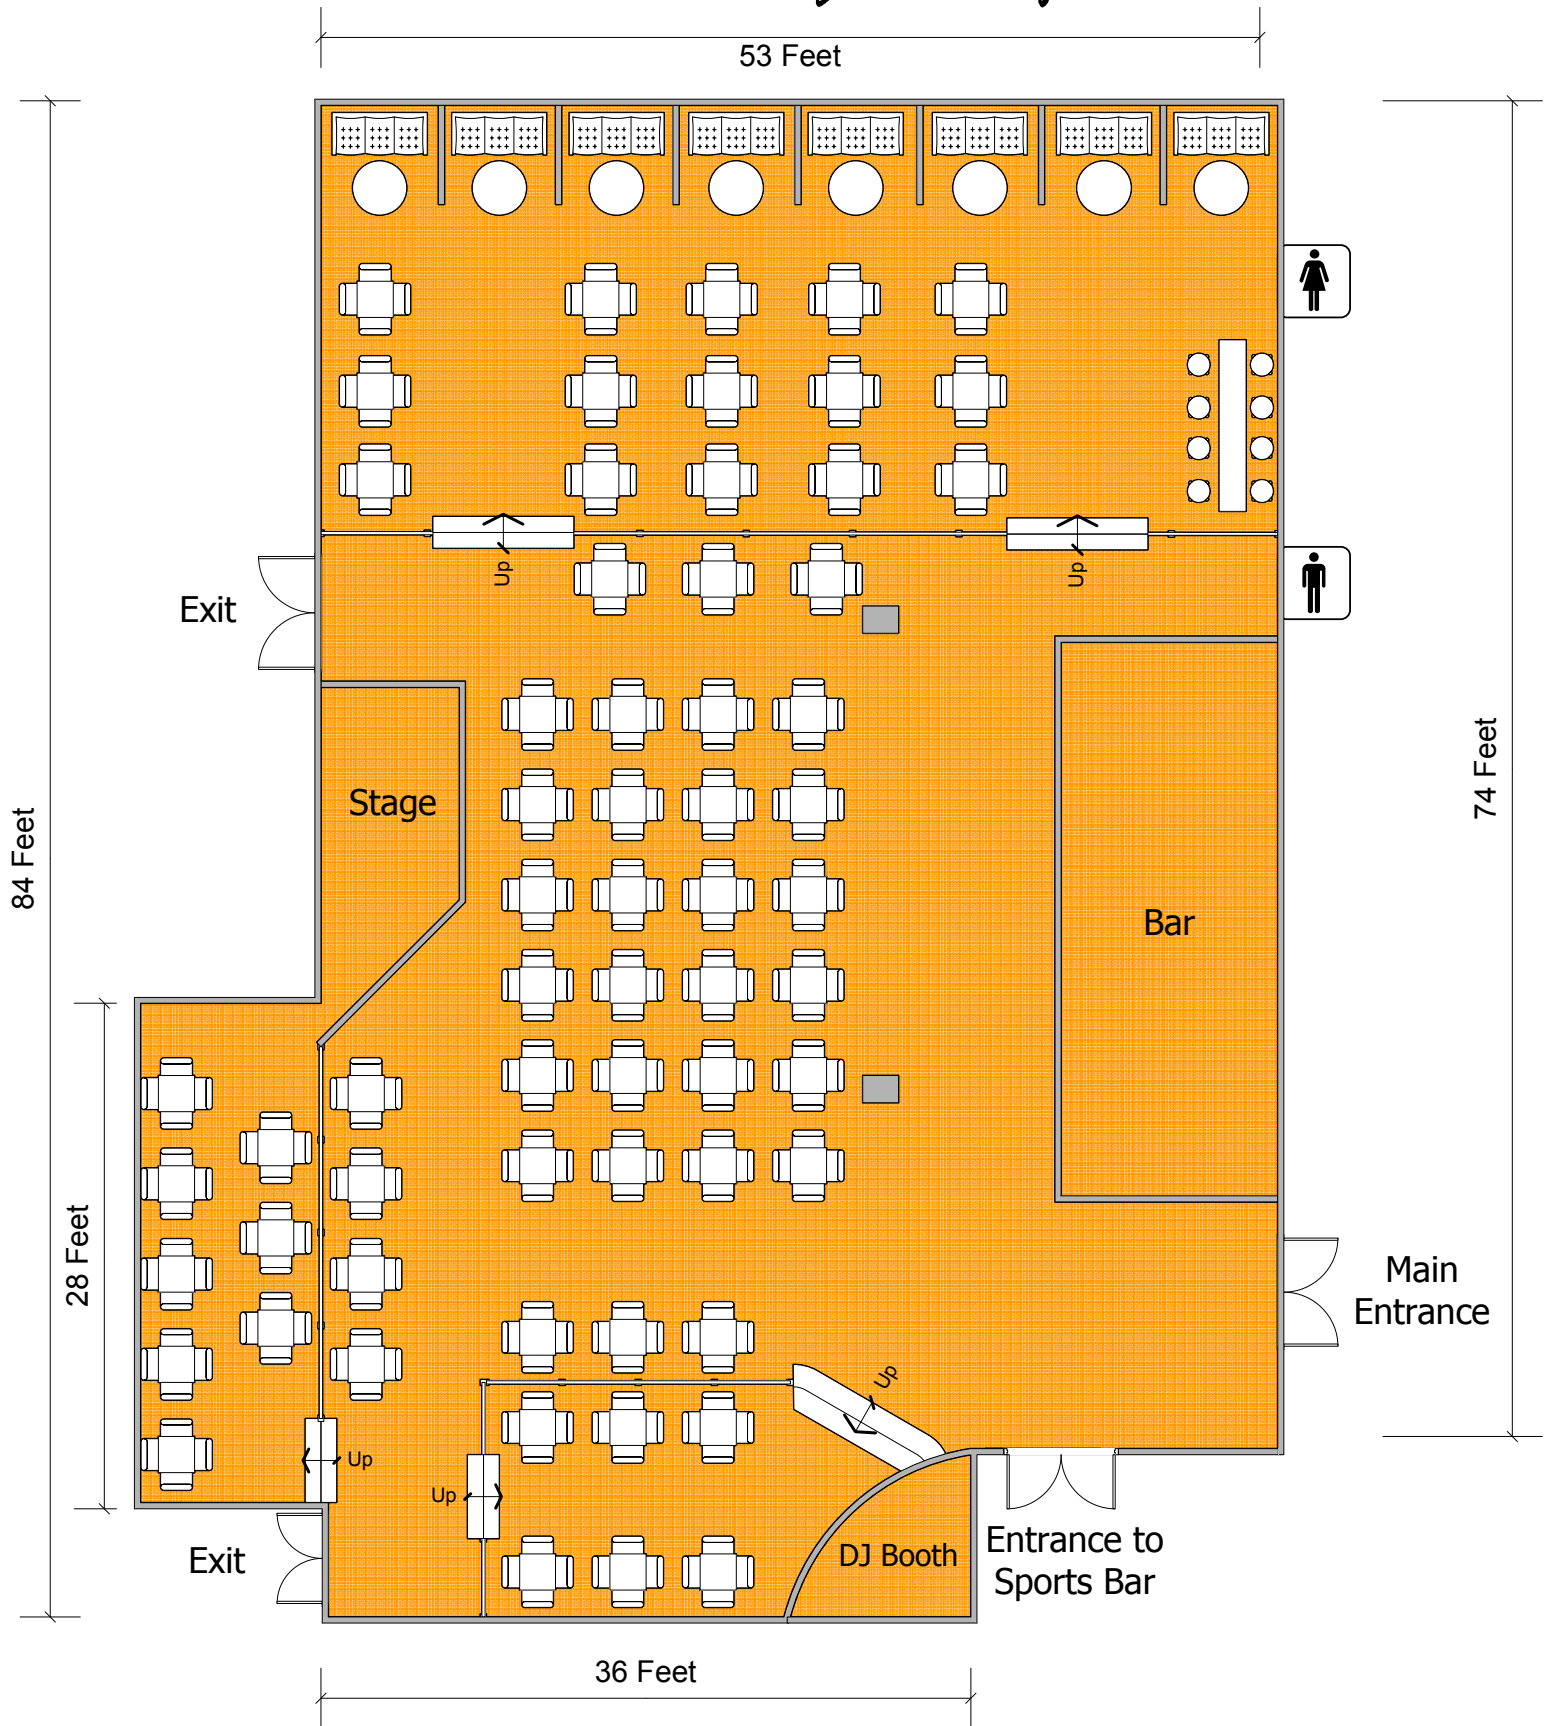 53 Feet
Up
Up
Exit
Stage
84 Feet
74 Feet
Bar
28 Feet
Main
Entrance
Up
Up
Up
Exit
DJ Booth
Entrance to
Sports Bar
36 Feet